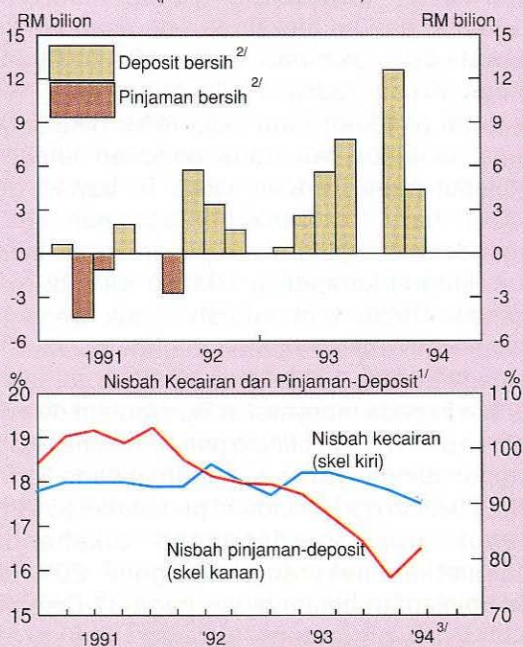 RM bilion RM bilion
15 15
12 12
9 9
6 6
3 3
0 0
-3 -3
-6 -6
Deposit bersih 2/
Pinjaman bersih 2/
1991 '92 '93 '94
% Nisbah Kecairan dan Pinjaman-Deposit 1/ %
20 110
19 100
18 90
17 80
16
15 70
Nisbah kecairan
(skel kiri)
Nisbah pinjaman-deposit
(skel kanan)
1991 '92 '93 '94 3/